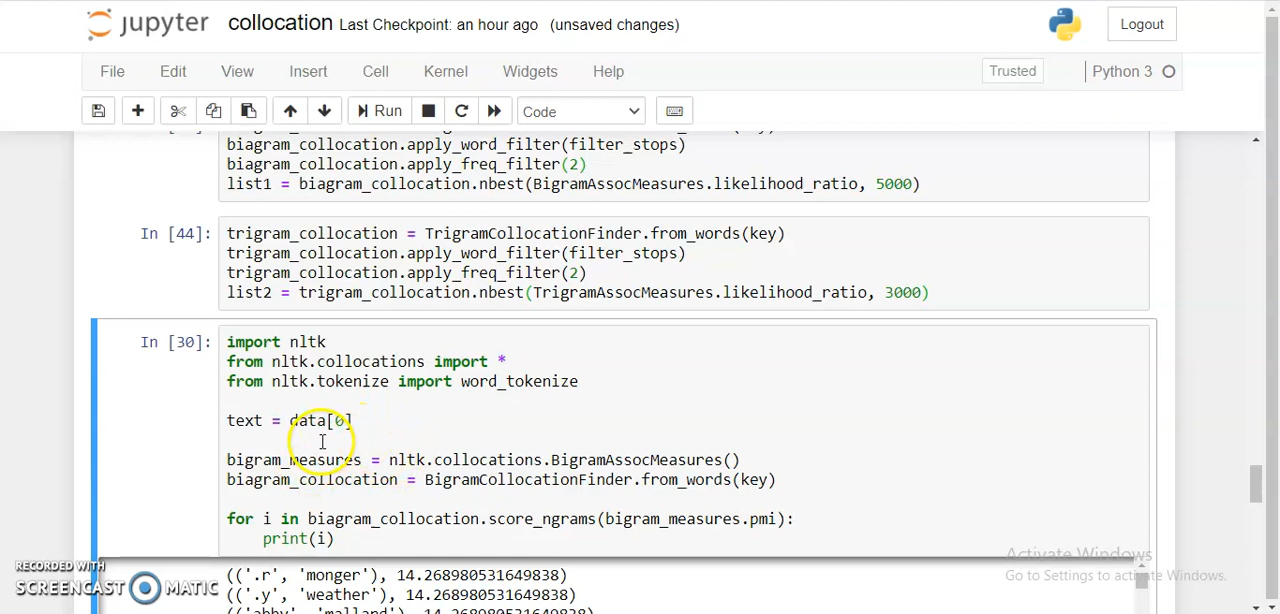 jupyter collocation Last Checkpoint: an hour ago (unsaved changes) Logout
File Edit View Insert Cell Kernel Widgets Help Trusted Python 3
Run Code
biagram_collocation.apply_word_filter(filter_stops)
biagram_collocation.apply_freq_filter(2)
list1 = biagram_collocation.nbest(BigramAssocMeasures.likelihood_ratio, 5000)
In [44]: trigram_collocation = TrigramCollocationFinder.from_words(key)
trigram_collocation.apply_word_filter(filter_stops)
trigram_collocation.apply_freq_filter(2)
list2 = trigram_collocation.nbest(TrigramAssocMeasures.likelihood_ratio, 3000)
In [30]: import nltk
from nltk.collocations import *
from nltk.tokenize import word_tokenize
text = data[0]
bigram_measures = nltk.collocations.BigramAssocMeasures()
biagram_collocation = BigramCollocationFinder.from_words(key)
for i in biagram_collocation.score_ngrams(bigram_measures.pmi):
print(i)
(('.r', 'monger'), 14.268980531649838)
(('.y', 'weather'), 14.268980531649838)
(('abby', 'malland'), 14.268980531649838)
Activate Windows
Go to Settings to activate Windows.
RECORDED WITH
SCREENCAST MATIC